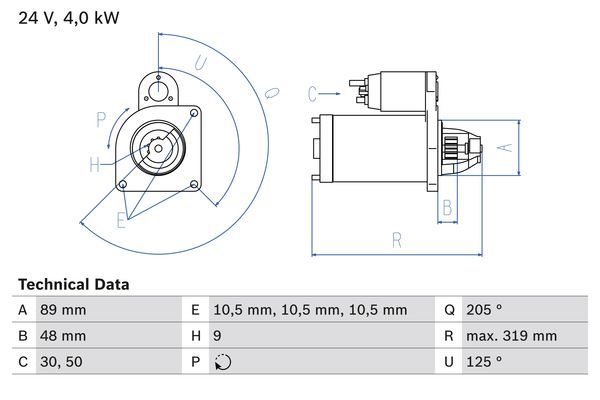 24 V, 4,0 kW
U
Q
P
C
H
A
E
B
R
Technical Data
A 89 mm E 10,5 mm, 10,5 mm, 10,5 mm Q 205 °
B 48 mm H 9 R max. 319 mm
C 30, 50 P U 125 °